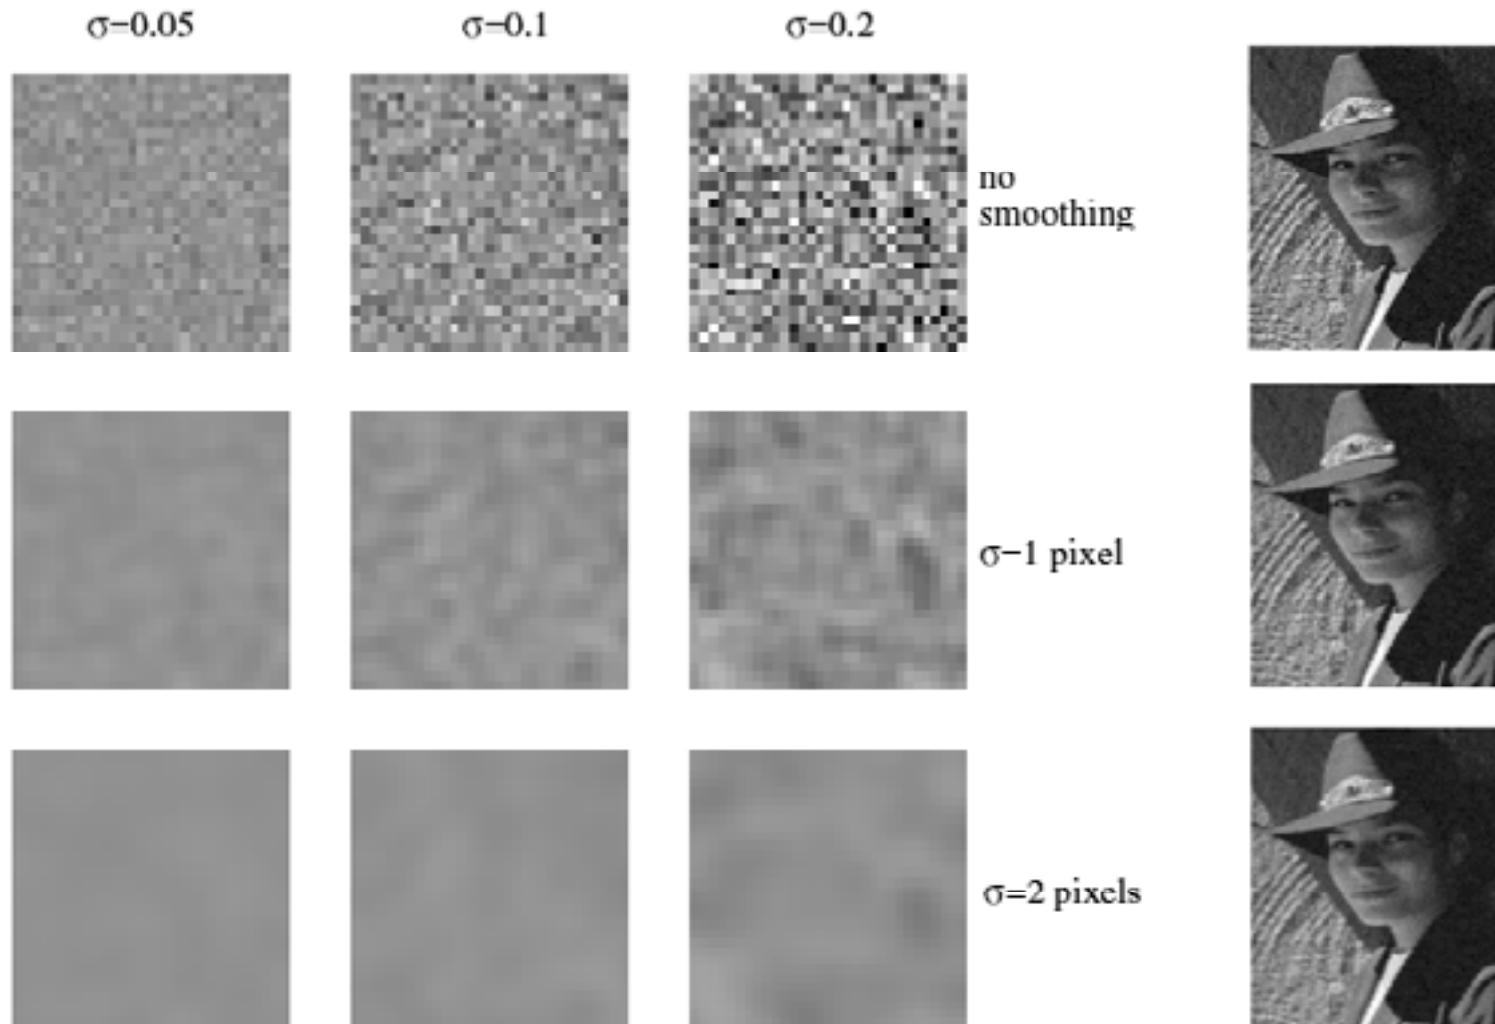 σ=0.05
σ=0.1
σ=0.2
no
smoothing
σ=1 pixel
σ=2 pixels